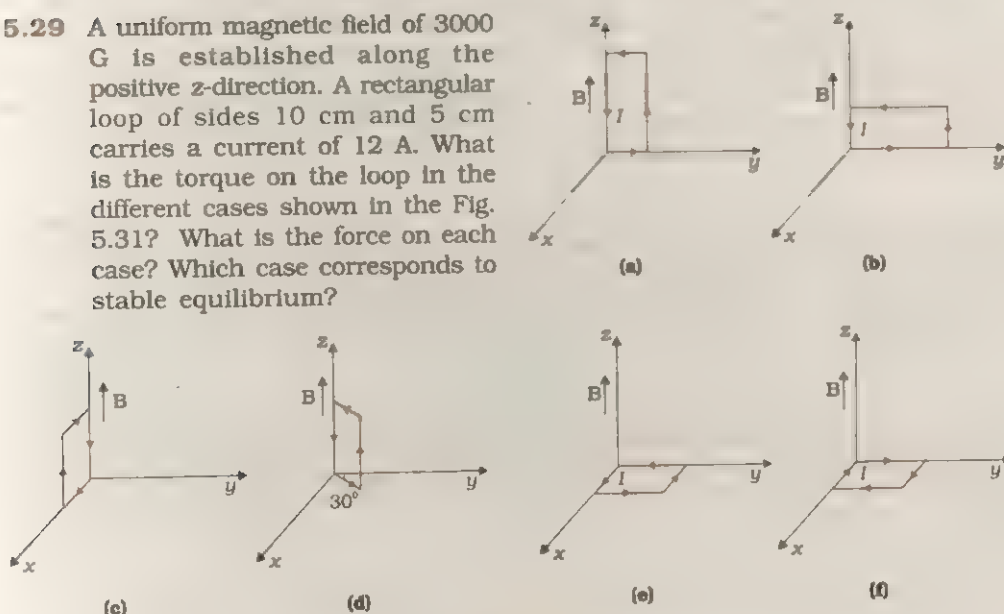 5.29 A uniform magnetic field of 3000
G is established along the
positive z-direction. A rectangular
loop of sides 10 cm and 5 cm
carries a current of 12 A. What
is the torque on the loop in the
different cases shown in the Fig.
5.31? What is the force on each
case? Which case corresponds to
stable equilibrium?
z
B
I
y
x
(a)
z
B
I
y
x
(b)
z
B
y
x
(c)
z
B
y
30°
x
(d)
z
B
I
y
x
(e)
z
B
I
y
x
(f)